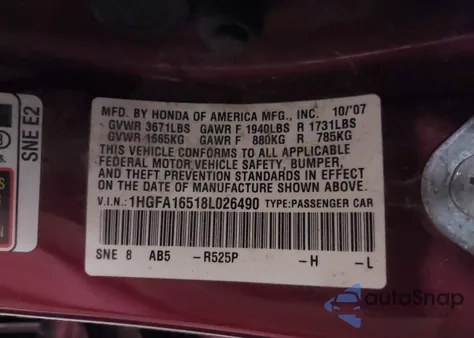 MFD. BY HONDA OF AMERICA MFG., INC. 10/'07
GVWR 3671LBS GAWR F 1940LBS R 1731LBS
GVWR 1665KG GAWR F 880KG R 785KG
THIS VEHICLE CONFORMS TO ALL APPLICABLE
FEDERAL MOTOR VEHICLE SAFETY, BUMPER,
AND THEFT PREVENTION STANDARDS IN EFFECT
ON THE DATE OF MANUFACTURE SHOWN ABOVE.
V.I.N.: 1HGFA16518L026490 TYPE: PASSENGER CAR
SNE 8 AB5 -R525P -H -L
SNE E2
autoSnap